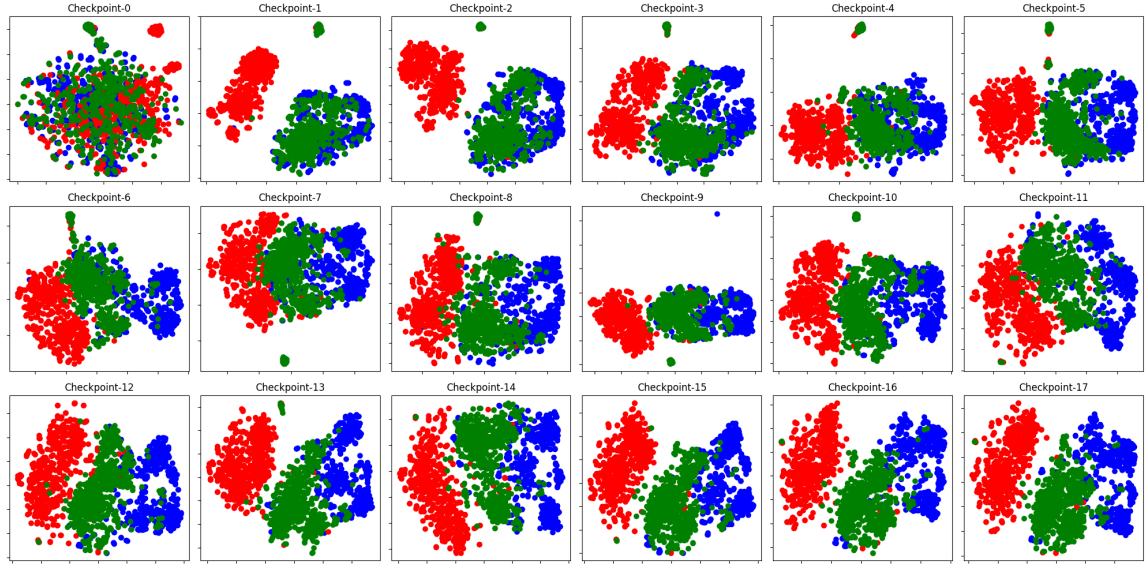 Checkpoint-0
Checkpoint-1
Checkpoint-2
Checkpoint-3
Checkpoint-4
Checkpoint-5
Checkpoint-6
Checkpoint-7
Checkpoint-8
Checkpoint-9
Checkpoint-10
Checkpoint-11
Checkpoint-12
Checkpoint-13
Checkpoint-14
Checkpoint-15
Checkpoint-16
Checkpoint-17